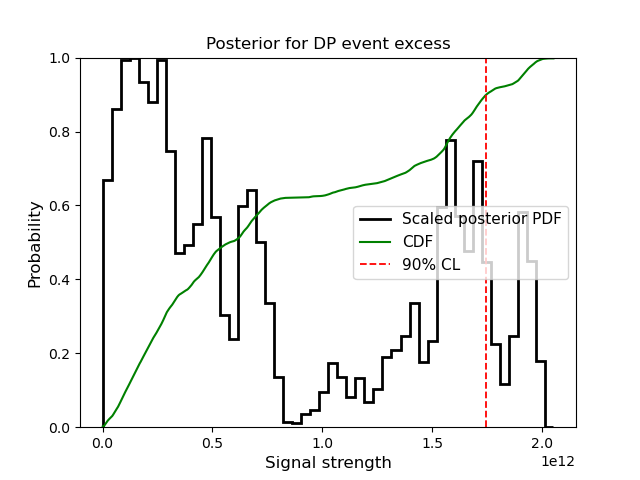 Posterior for DP event excess
Probability
1.0
0.8
0.6
0.4
0.2
0.0
Scaled posterior PDF
CDF
90% CL
0.0 0.5 1.0 1.5 2.0
1e12
Signal strength